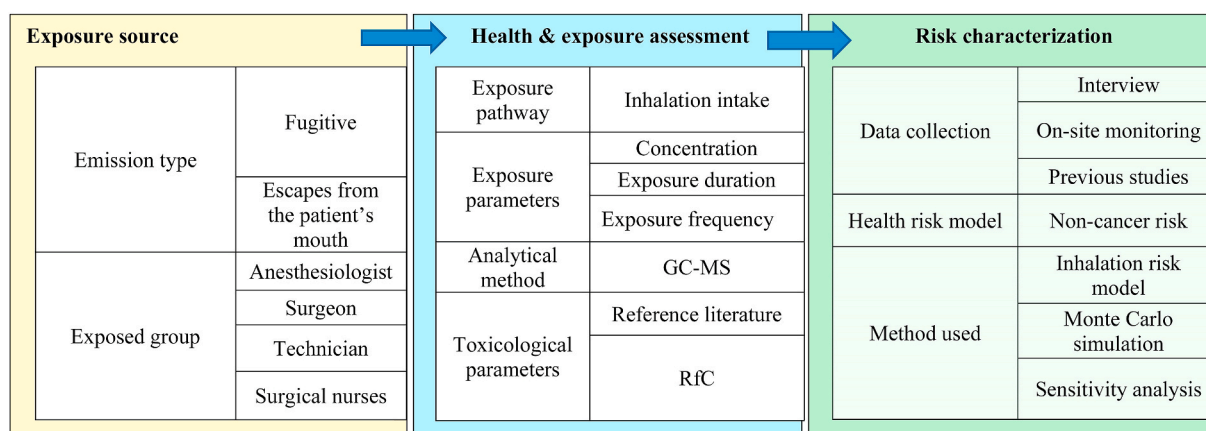 Exposure source
Emission type
Fugitive
Escapes from
the patient's
mouth
Exposed group
Anesthesiologist
Surgeon
Technician
Surgical nurses
Health & exposure assessment
Exposure
pathway
Inhalation intake
Exposure
parameters
Concentration
Exposure duration
Exposure frequency
Analytical
method
GC-MS
Toxicological
parameters
Reference literature
RfC
Risk characterization
Data collection
Interview
On-site monitoring
Previous studies
Health risk model
Non-cancer risk
Method used
Inhalation risk
model
Monte Carlo
simulation
Sensitivity analysis